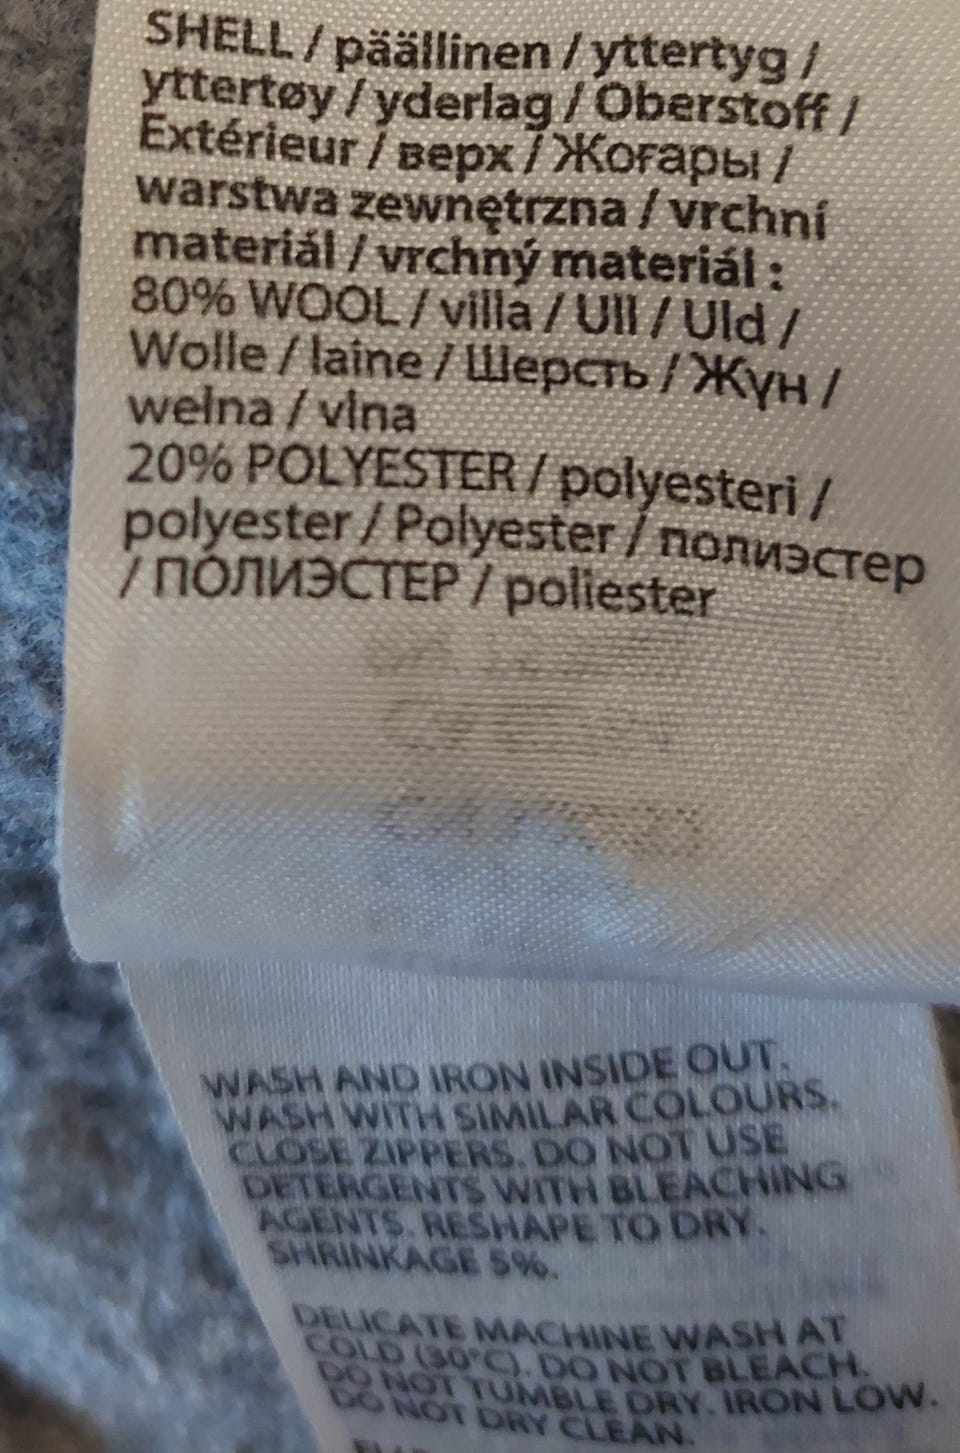 SHELL / päällinen / yttertyg /
yttertøy / yderlag / Oberstoff /
Extérieur / верх / Жоғары /
warstwa zewnętrzna / vrchní
materiál / vrchný materiál :
80% WOOL / villa / Ull / Uld /
Wolle / laine / Шерсть / Жүн /
wełna / vlna
20% POLYESTER / polyesteri /
polyester / Polyester / полиэстер
/ ПОЛИЭСТЕР / poliester
WASH AND IRON INSIDE OUT.
WASH WITH SIMILAR COLOURS.
CLOSE ZIPPERS. DO NOT USE
DETERGENTS WITH BLEACHING
AGENTS. RESHAPE TO DRY.
SHRINKAGE 5%.
DELICATE MACHINE WASH AT
COLD (30°C). DO NOT BLEACH.
DO NOT TUMBLE DRY. IRON LOW.
DO NOT DRY CLEAN.